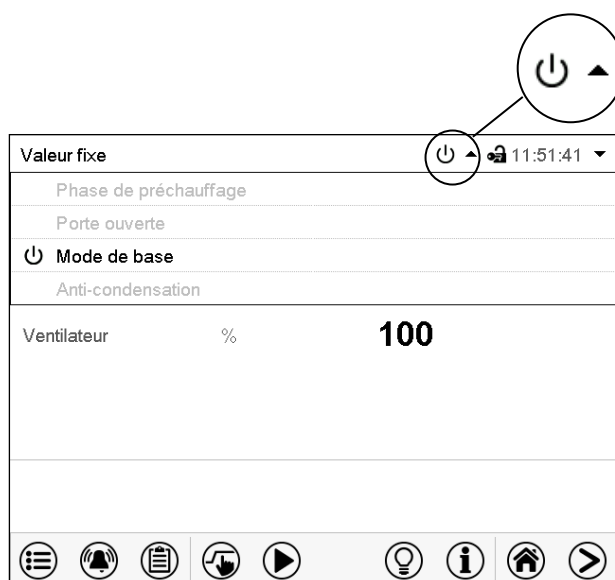 Valeur fixe 11:51:41
Phase de préchauffage
Porte ouverte
Mode de base
Anti-condensation
Ventilateur % 100